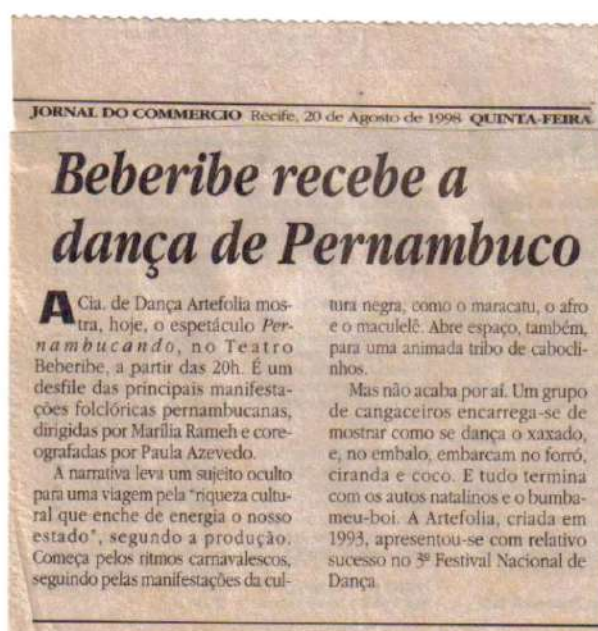 JORNAL DO COMMERCIO Recife, 20 de Agosto de 1998 QUINTA-FEIRA
Beberibe recebe a
dança de Pernambuco
A Cia. de Dança Artefolia mos-
tra, hoje, o espetáculo Per-
nambucando, no Teatro
Beberibe, a partir das 20h. É um
desfile das principais manifesta-
ções folclóricas pernambucanas,
dirigidas por Marília Rameh e core-
ografadas por Paula Azevedo.
A narrativa leva um sujeito oculto
para uma viagem pela "riqueza cultu-
ral que enche de energia o nosso
estado", segundo a produção.
Começa pelos ritmos carnavalescos,
seguindo pelas manifestações da cul-
tura negra, como o maracatu, o afro
e o maculelê. Abre espaço, também,
para uma animada tribo de cabocli-
nhos.
Mas não acaba por aí. Um grupo
de cangaceiros encarrega-se de
mostrar como se dança o xaxado,
e, no embalo, embarcam no forró,
ciranda e coco. E tudo termina
com os autos natalinos e o bumba-
meu-boi. A Artefolia, criada em
1993, apresentou-se com relativo
sucesso no 3º Festival Nacional de
Dança.